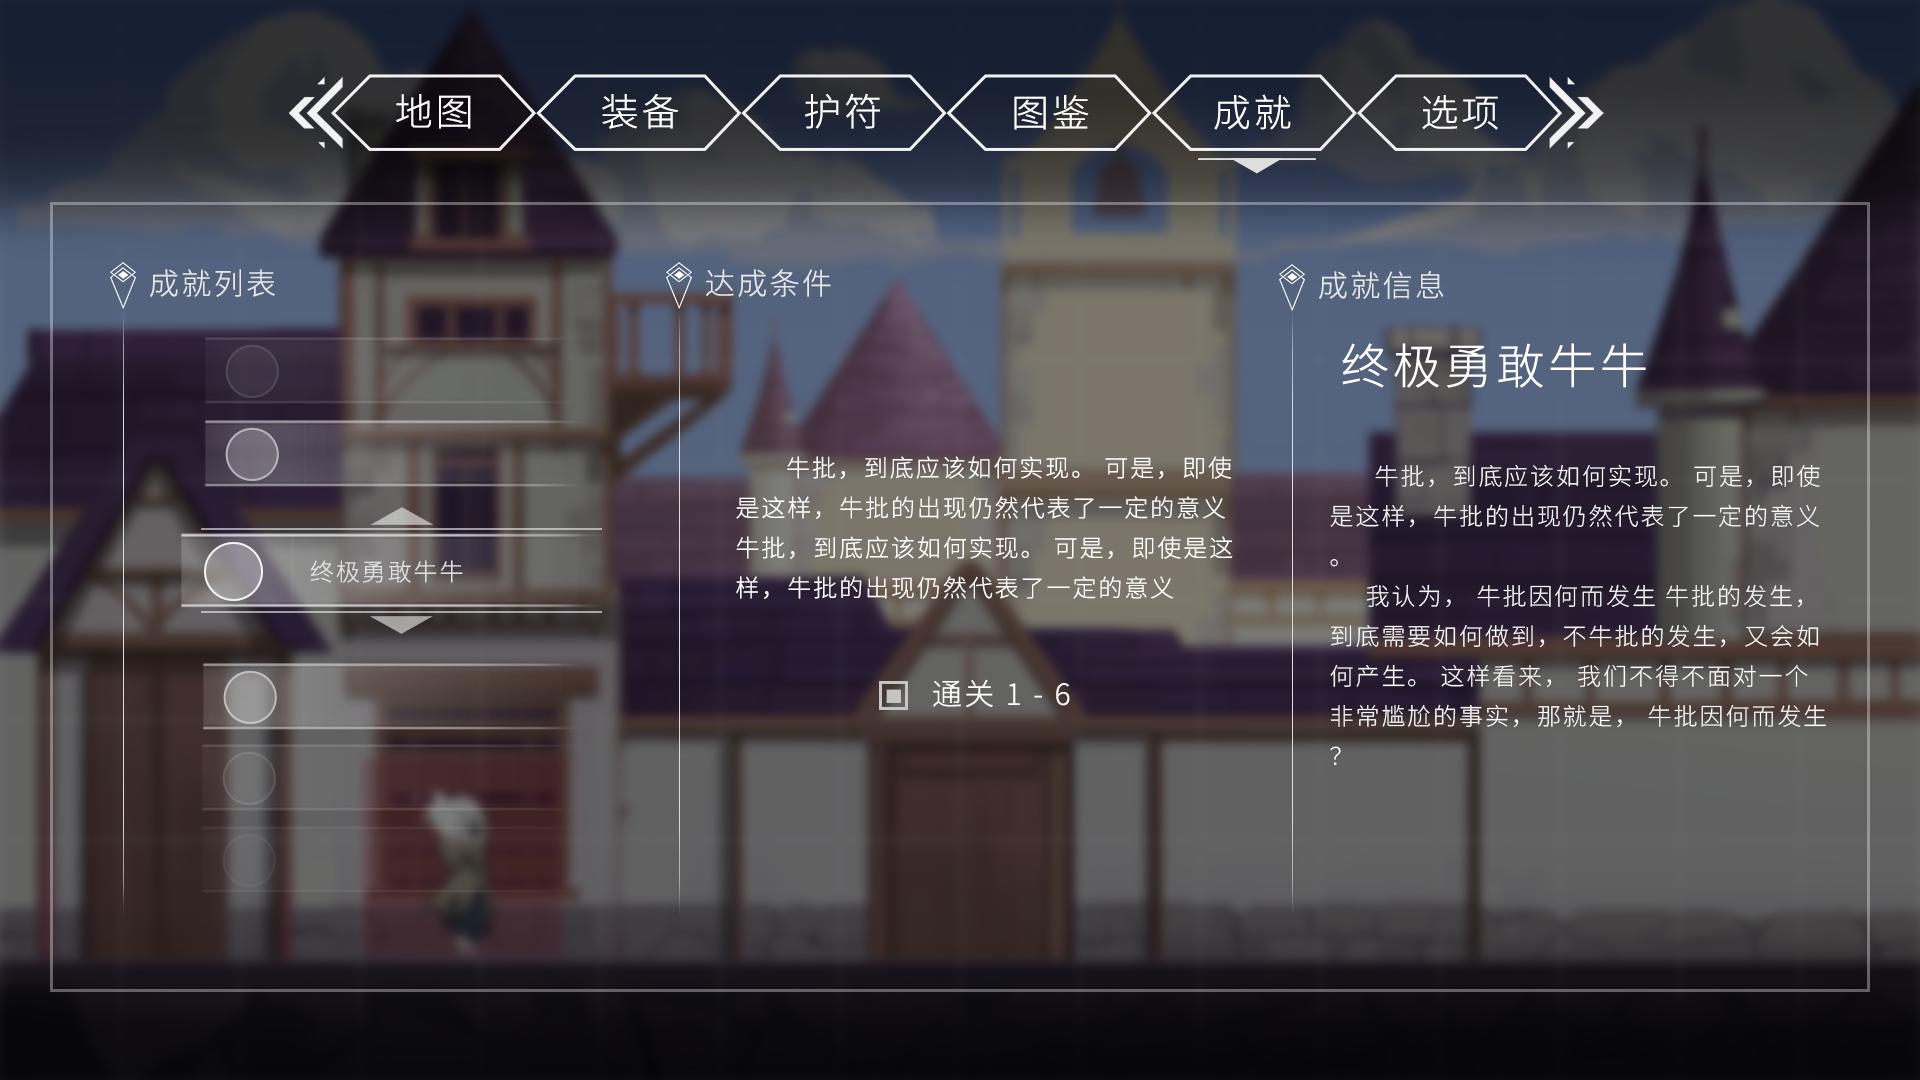 地图
装备
护符
图鉴
成就
选项
成就列表
终极勇敢牛牛
达成条件
牛批，到底应该如何实现。 可是，即使
是这样，牛批的出现仍然代表了一定的意义
牛批，到底应该如何实现。 可是，即使是这
样，牛批的出现仍然代表了一定的意义
通关 1 - 6
成就信息
终极勇敢牛牛
牛批，到底应该如何实现。 可是，即使
是这样，牛批的出现仍然代表了一定的意义
。
我认为， 牛批因何而发生 牛批的发生，
到底需要如何做到，不牛批的发生，又会如
何产生。 这样看来， 我们不得不面对一个
非常尴尬的事实，那就是， 牛批因何而发生
？